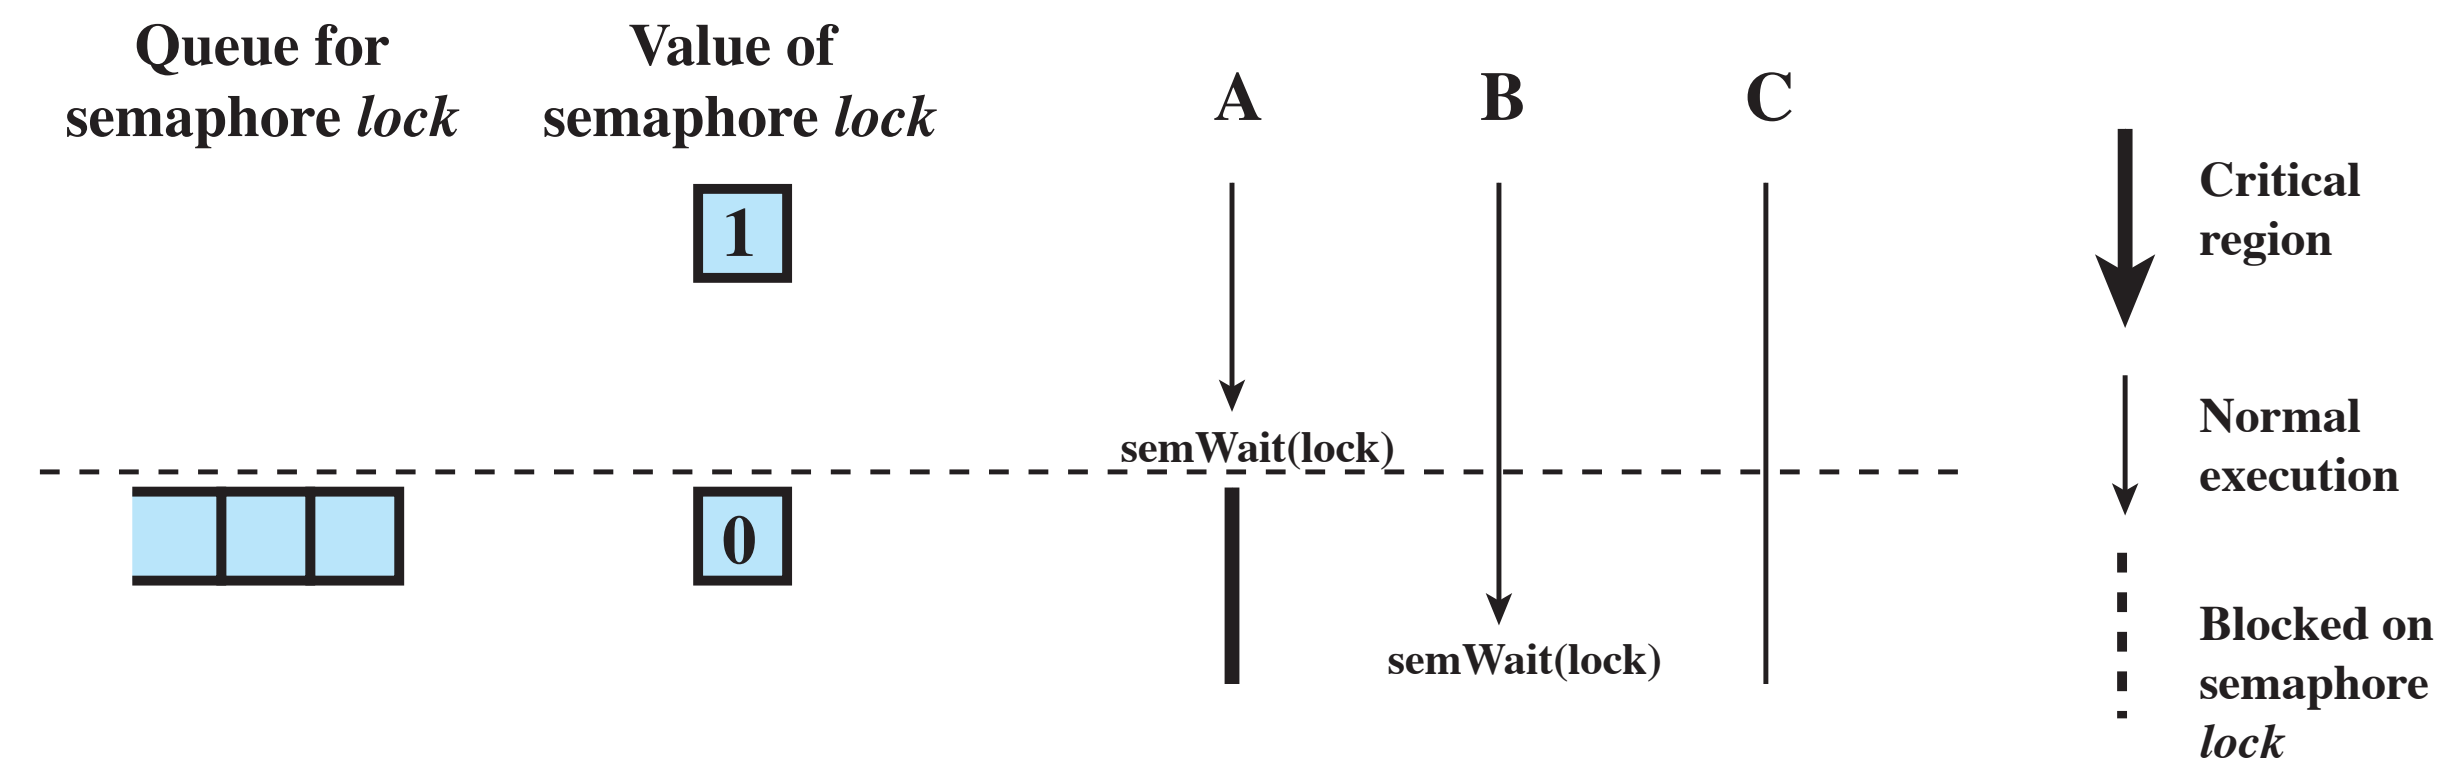 Queue for
semaphore lock
Value of
semaphore lock
A
B
C
1
Critical
region
Normal
execution
semWait(lock)
0
Blocked on
semaphore
lock
semWait(lock)